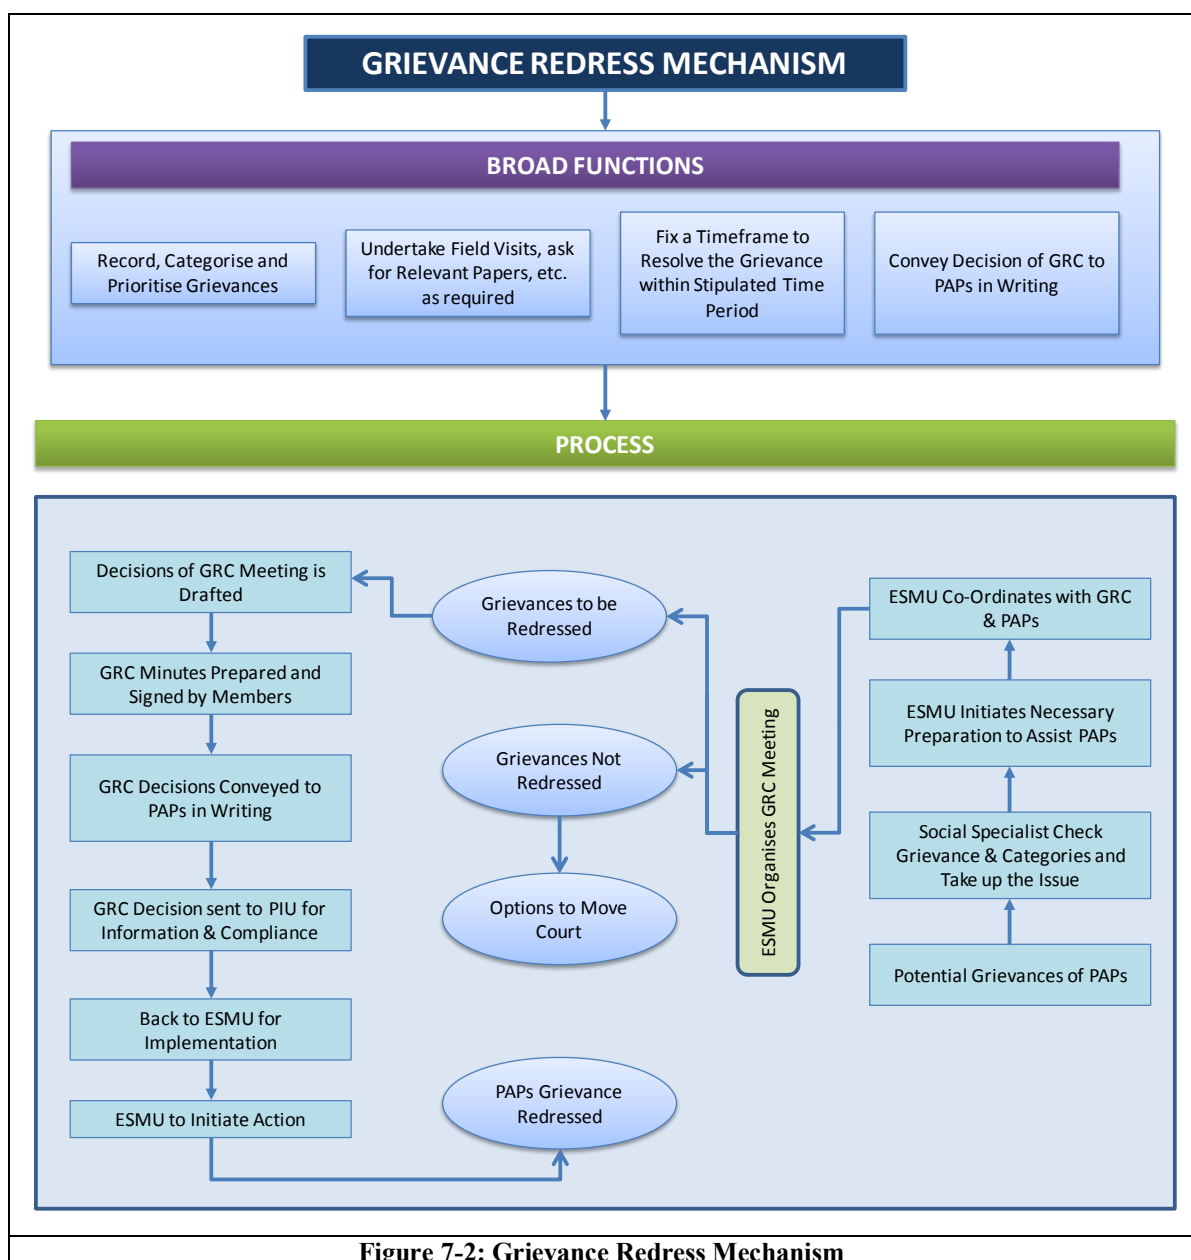 GRIEVANCE REDRESS MECHANISM
BROAD FUNCTIONS
Record, Categorise and
Prioritise Grievances
Undertake Field Visits, ask
for Relevant Papers, etc.
as required
Fix a Timeframe to
Resolve the Grievance
within Stipulated Time
Period
Convey Decision of GRC to
PAPs in Writing
PROCESS
Decisions of GRC Meeting is
Drafted
GRC Minutes Prepared and
Signed by Members
GRC Decisions Conveyed to
PAPs in Writing
GRC Decision sent to PIU for
Information & Compliance
Back to ESMU for
Implementation
ESMU to Initiate Action
Grievances to be
Redressed
Grievances Not
Redressed
Options to Move
Court
PAPs Grievance
Redressed
ESMU Organises GRC Meeting
ESMU Co-Ordinates with GRC
& PAPs
ESMU Initiates Necessary
Preparation to Assist PAPs
Social Specialist Check
Grievance & Categories and
Take up the Issue
Potential Grievances of PAPs
Figure 7-2: Grievance Redress Mechanism